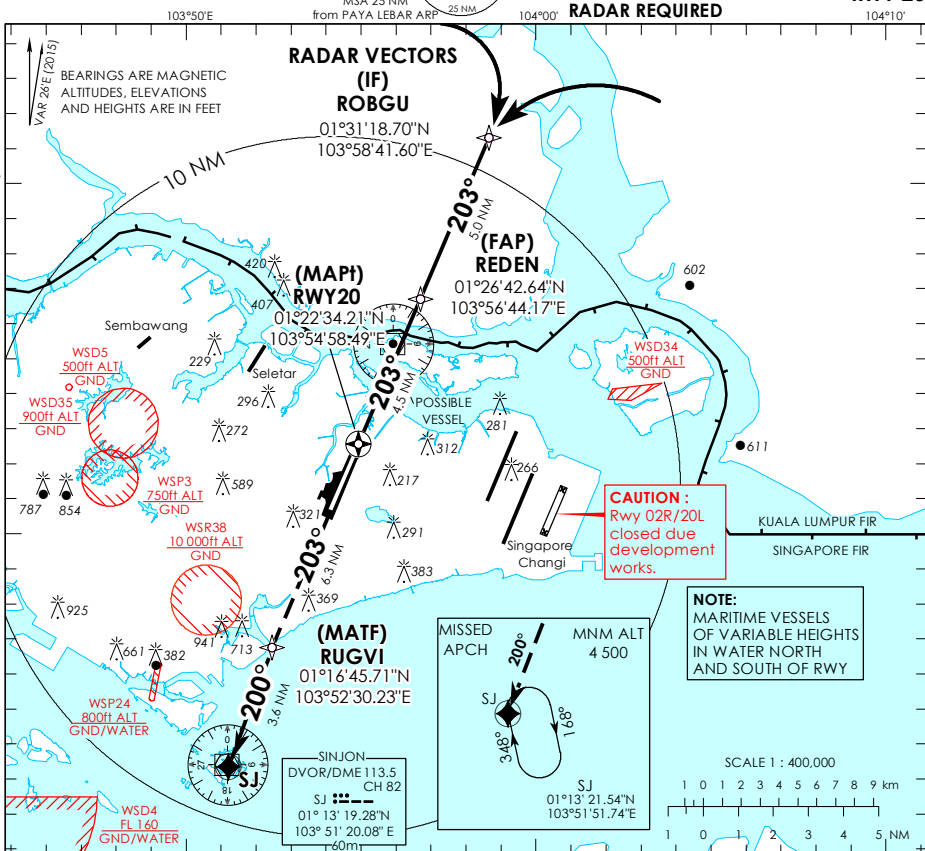 MSA 25 NM
from PAYA LEBAR ARP
25 NM
RADAR REQUIRED
103°50'E
104°00'
104°10'
VAR 26'E (2015)
BEARINGS ARE MAGNETIC
ALTITUDES, ELEVATIONS
AND HEIGHTS ARE IN FEET
RADAR VECTORS
(IF)
ROBGU
01°31'18.70"N
103°58'41.60"E
10 NM
203°
5.0 NM
(FAP)
REDEN
01°26'42.64"N
103°56'44.17"E
420
407
(MAPt)
RWY20
01°22'34.21"N
103°54'58.49"E
602
Sembawang
229
Seletar
296
WSD5
500ft ALT
GND
WSD35
900ft ALT
GND
WSD34
500ft ALT
GND
9
203°
4.5 NM
POSSIBLE
VESSEL
281
272
312
611
787
854
WSP3
750ft ALT
GND
589
217
266
321
291
WSR38
10 000ft ALT
GND
CAUTION :
Rwy 02R/20L
closed due
development
works.
KUALA LUMPUR FIR
SINGAPORE FIR
Singapore
Changi
203°
6.3 NM
383
369
925
941
713
661
382
(MATF)
RUGVI
01°16'45.71"N
103°52'30.23"E
NOTE:
MARITIME VESSELS
OF VARIABLE HEIGHTS
IN WATER NORTH
AND SOUTH OF RWY
MISSED
APCH
MNM ALT
4 500
200°
SJ
348°
168°
SJ
01°13' 21.54"N
103°51'51.74"E
200°
3.6 NM
WSP24
800ft ALT
GND/WATER
0
27
9
18
SJ
SINJON
DVOR/DME 113.5
CH 82
SJ
01° 13' 19.28"N
103° 51' 20.08" E
60m
WSD4
FL 160
GND/WATER
SCALE 1 : 400,000
1 0 1 2 3 4 5 6 7 8 9 km
1 0 1 2 3 4 5 NM